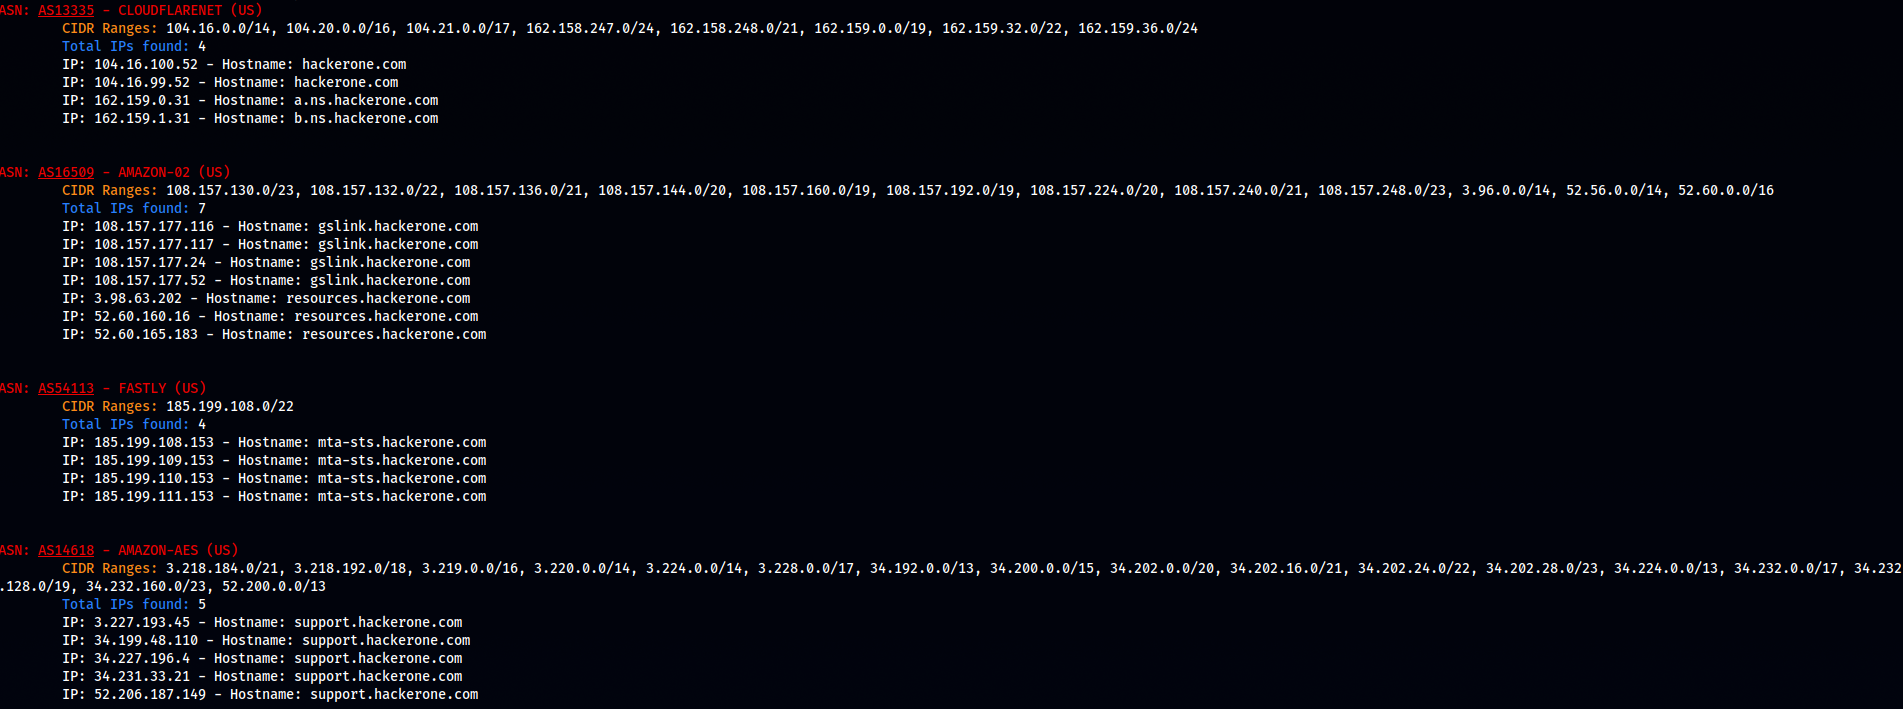 ASN: AS13335 - CLOUDFLARENET (US)
CIDR Ranges: 104.16.0.0/14, 104.20.0.0/16, 104.21.0.0/17, 162.158.247.0/24, 162.158.248.0/21, 162.159.0.0/19, 162.159.32.0/22, 162.159.36.0/24
Total IPs found: 4
IP: 104.16.100.52 - Hostname: hackerone.com
IP: 104.16.99.52 - Hostname: hackerone.com
IP: 162.159.0.31 - Hostname: a.ns.hackerone.com
IP: 162.159.1.31 - Hostname: b.ns.hackerone.com
ASN: AS16509 - AMAZON-02 (US)
CIDR Ranges: 108.157.130.0/23, 108.157.132.0/22, 108.157.136.0/21, 108.157.144.0/20, 108.157.160.0/19, 108.157.192.0/19, 108.157.224.0/20, 108.157.240.0/21, 108.157.248.0/23, 3.96.0.0/14, 52.56.0.0/14, 52.60.0.0/16
Total IPs found: 7
IP: 108.157.177.116 - Hostname: gslink.hackerone.com
IP: 108.157.177.117 - Hostname: gslink.hackerone.com
IP: 108.157.177.24 - Hostname: gslink.hackerone.com
IP: 108.157.177.52 - Hostname: gslink.hackerone.com
IP: 3.98.63.202 - Hostname: resources.hackerone.com
IP: 52.60.160.16 - Hostname: resources.hackerone.com
IP: 52.60.165.183 - Hostname: resources.hackerone.com
ASN: AS54113 - FASTLY (US)
CIDR Ranges: 185.199.108.0/22
Total IPs found: 4
IP: 185.199.108.153 - Hostname: mta-sts.hackerone.com
IP: 185.199.109.153 - Hostname: mta-sts.hackerone.com
IP: 185.199.110.153 - Hostname: mta-sts.hackerone.com
IP: 185.199.111.153 - Hostname: mta-sts.hackerone.com
ASN: AS14618 - AMAZON-AES (US)
CIDR Ranges: 3.218.184.0/21, 3.218.192.0/18, 3.219.0.0/16, 3.220.0.0/14, 3.224.0.0/14, 3.228.0.0/17, 34.192.0.0/13, 34.200.0.0/15, 34.202.0.0/20, 34.202.16.0/21, 34.202.24.0/22, 34.202.28.0/23, 34.224.0.0/13, 34.232.0.0/17, 34.232
.128.0/19, 34.232.160.0/23, 52.200.0.0/13
Total IPs found: 5
IP: 3.227.193.45 - Hostname: support.hackerone.com
IP: 34.199.48.110 - Hostname: support.hackerone.com
IP: 34.227.196.4 - Hostname: support.hackerone.com
IP: 34.231.33.21 - Hostname: support.hackerone.com
IP: 52.206.187.149 - Hostname: support.hackerone.com